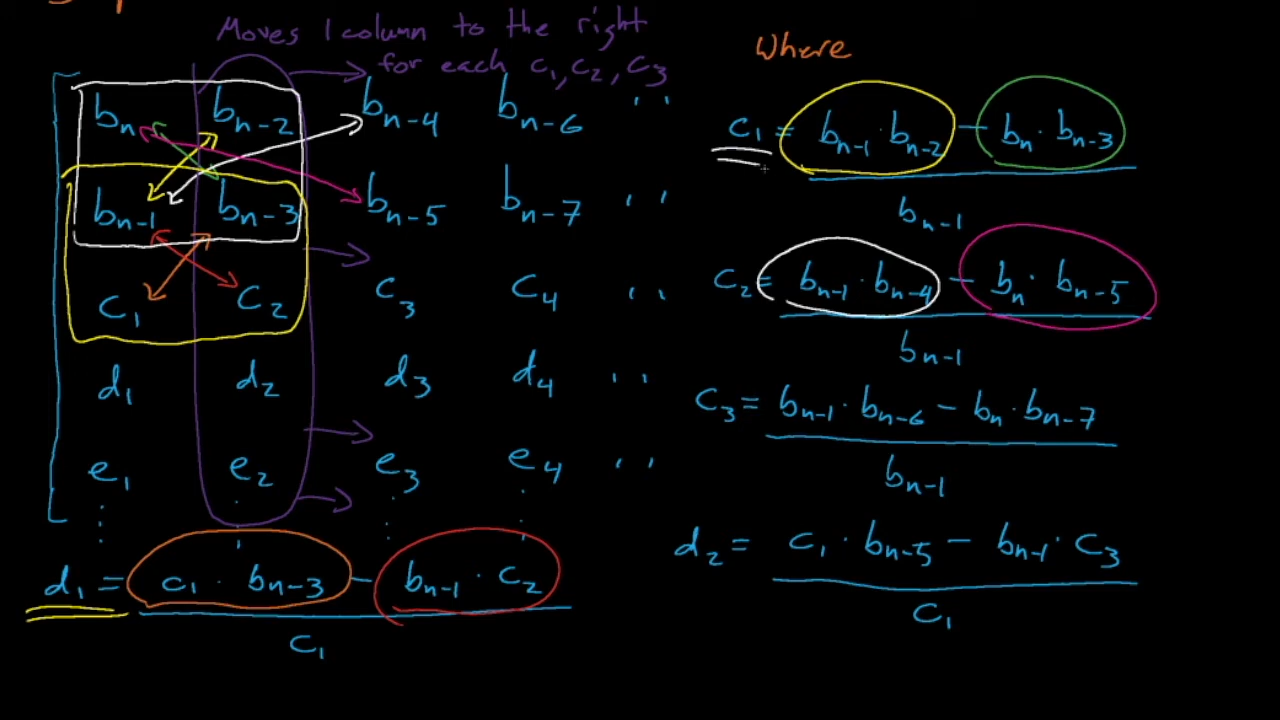 Moves 1 column to the right
for each c₁, c₂, c₃
bₙ bₙ₋₂ bₙ₋₄ bₙ₋₆ ..
bₙ₋₁ bₙ₋₃ bₙ₋₅ bₙ₋₇ ..
c₁ c₂ c₃ c₄ ..
d₁ d₂ d₃ d₄ ..
e₁ e₂ e₃ e₄ ..
d₁ = c₁ · bₙ₋₃ − bₙ₋₁ · c₂
c₁
Where
c₁ = bₙ₋₁ · bₙ₋₂ − bₙ · bₙ₋₃
bₙ₋₁
c₂ = bₙ₋₁ · bₙ₋₄ − bₙ · bₙ₋₅
bₙ₋₁
c₃ = bₙ₋₁ · bₙ₋₆ − bₙ · bₙ₋₇
bₙ₋₁
d₂ = c₁ · bₙ₋₅ − bₙ₋₁ · c₃
c₁